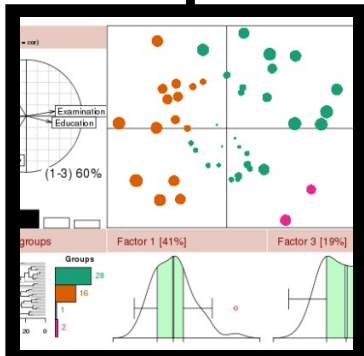 = cor)
Examination
Education
(1-3) 60%
groups
Factor 1 [41%]
Factor 3 [19%]
Groups
28
16
1
2
20 0